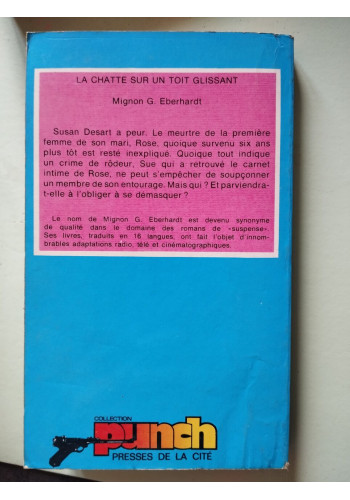 LA CHATTE SUR UN TOIT GLISSANT
Mignon G. Eberhardt
Susan Desart a peur. Le meurtre de la première
femme de son mari, Rose, quoique survenu six ans
plus tôt est resté inexpliqué. Quoique tout indique
un crime de rôdeur, Sue qui a retrouvé le carnet
intime de Rose, ne peut s'empêcher de soupçonner
un membre de son entourage. Mais qui ? Et parviendra-
t-elle à l'obliger à se démasquer ?
Le nom de Mignon G. Eberhardt est devenu synonyme
de qualité dans le domaine des romans de «suspense».
Ses livres, traduits en 16 langues, ont fait l'objet d'innom-
brables adaptations radio, télé et cinématographiques.
COLLECTION
punch
PRESSES DE LA CITÉ